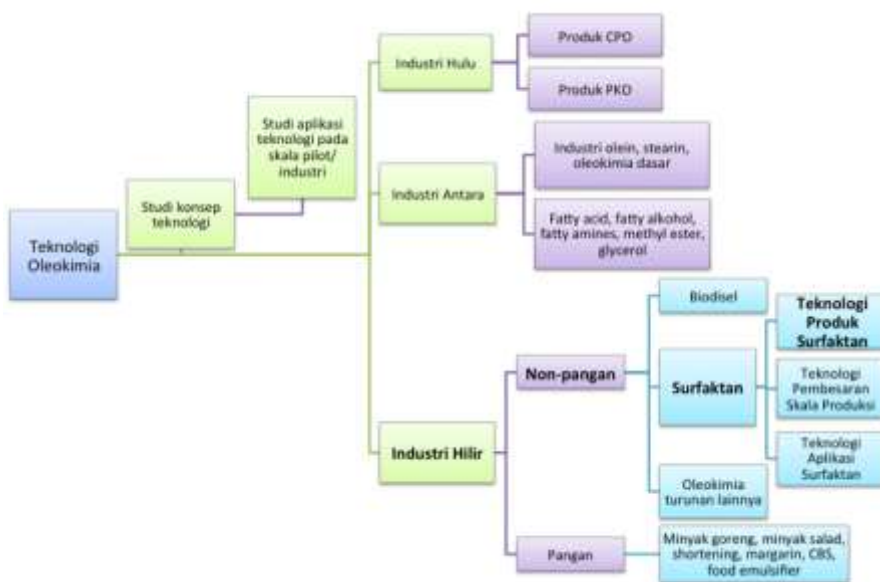 Teknologi
Oleokimia
Studi konsep
teknologi
Studi aplikasi
teknologi pada
skala pilot/
industri
Industri Hulu
Produk CPO
Produk PKO
Industri Antara
Industri olein, stearin,
oleokimia dasar
Fatty acid, fatty alkohol,
fatty amines, methyl ester,
glycerol
Industri Hilir
Non-pangan
Biodisel
Surfaktan
Teknologi
Produk
Surfaktan
Teknologi
Pembesaran
Skala Produksi
Teknologi
Aplikasi
Surfaktan
Oleokimia
turunan lainnya
Pangan
Minyak goreng, minyak salad,
shortening, margarin, CBS,
food emulsifier